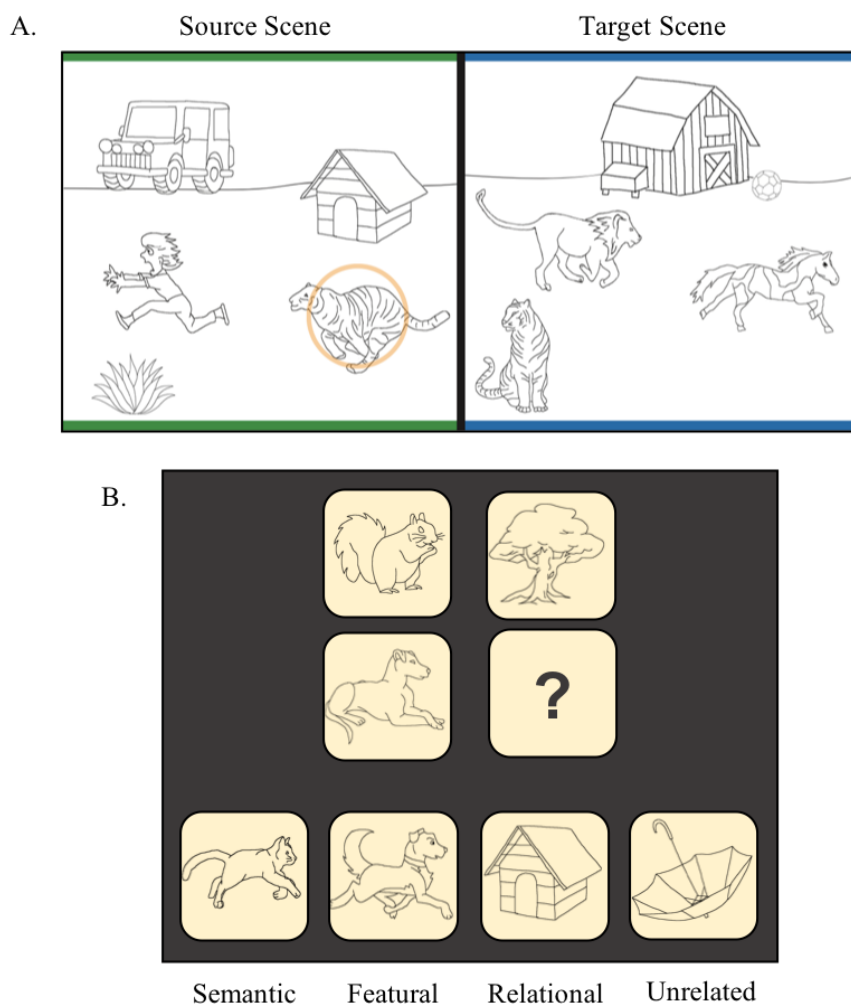 A.
Source Scene
Target Scene
B.
?
Semantic
Featural
Relational
Unrelated